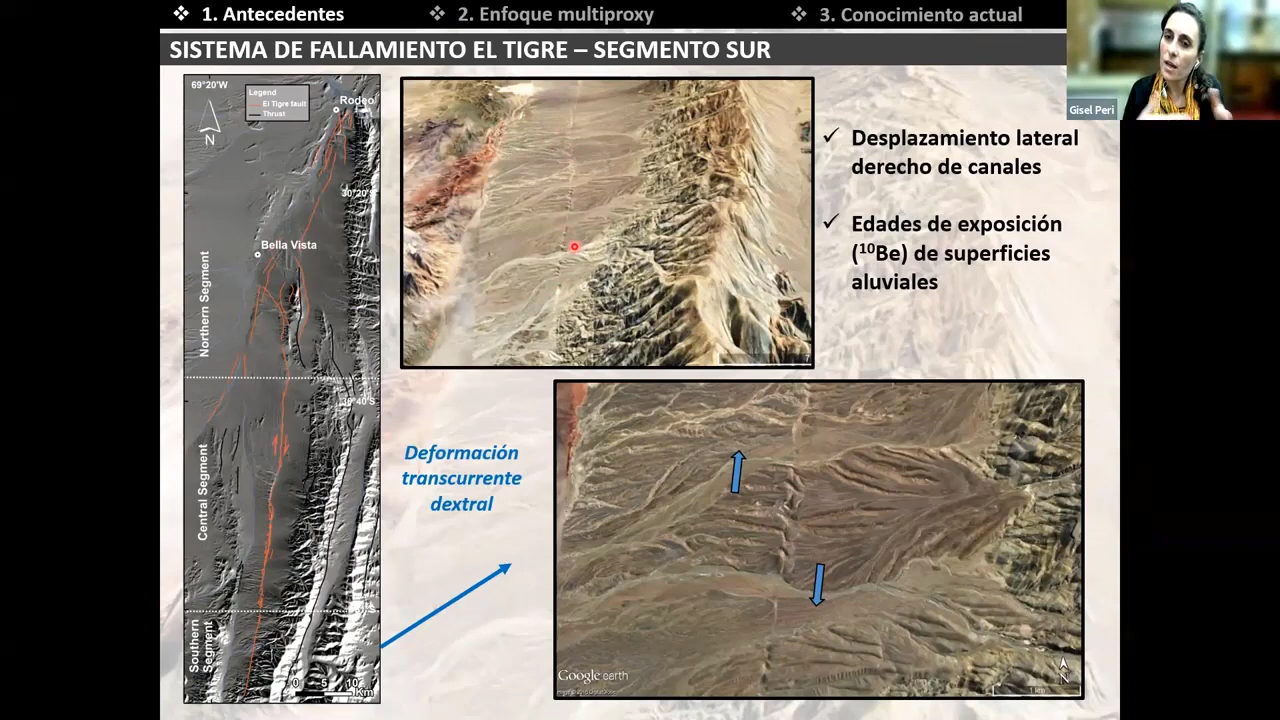 ❖ 1. Antecedentes
❖ 2. Enfoque multiproxy
❖ 3. Conocimiento actual
SISTEMA DE FALLAMIENTO EL TIGRE – SEGMENTO SUR
Gisel Peri
69°20'W
Legend
El Tigre fault
Thrust
Rodeo
N
30°20'S
Bella Vista
Northern Segment
Central Segment
Southern Segment
0 5 10
Km
✓ Desplazamiento lateral
derecho de canales
✓ Edades de exposición
(¹⁰Be) de superficies
aluviales
Deformación
transcurrente
dextral
Google earth
N
1 km